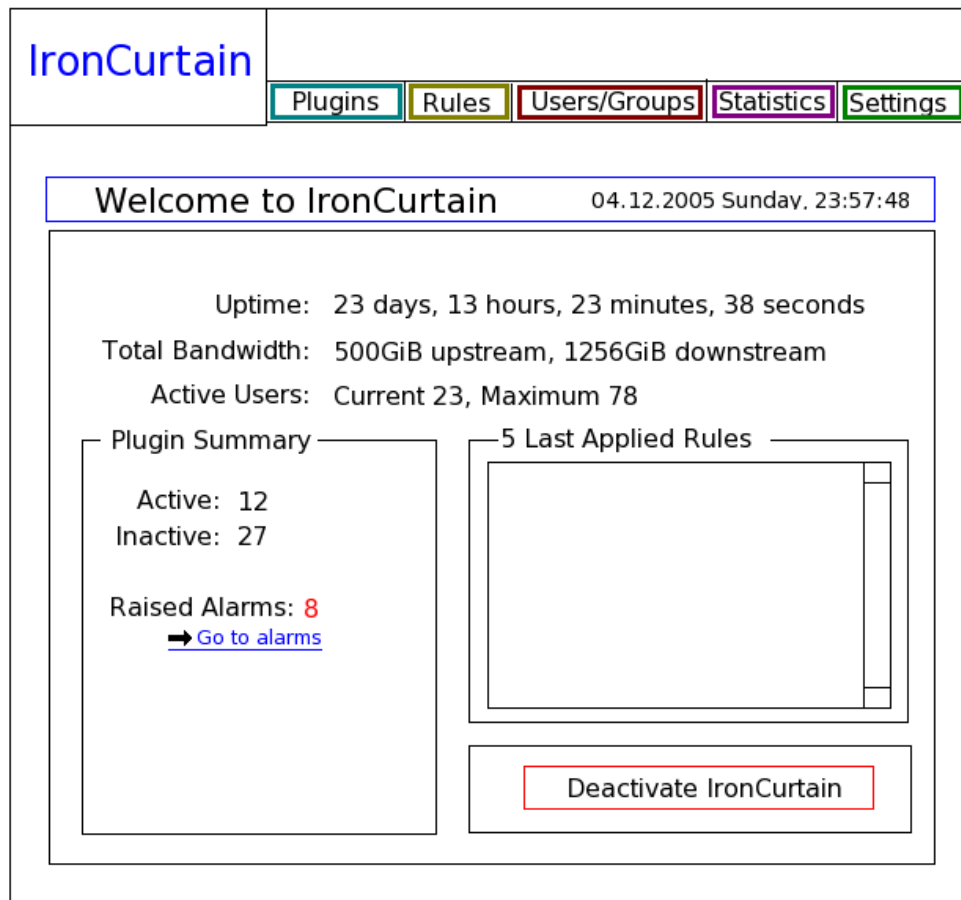 IronCurtain
Plugins Rules Users/Groups Statistics Settings
Welcome to IronCurtain 04.12.2005 Sunday, 23:57:48
Uptime: 23 days, 13 hours, 23 minutes, 38 seconds
Total Bandwidth: 500GiB upstream, 1256GiB downstream
Active Users: Current 23, Maximum 78
Plugin Summary
Active: 12
Inactive: 27
Raised Alarms: 8
Go to alarms
5 Last Applied Rules
Deactivate IronCurtain